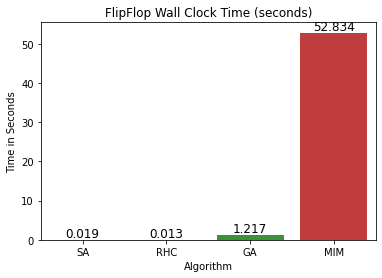 FlipFlop Wall Clock Time (seconds)
52.834
50
40
30
20
10
0
Time in Seconds
0.019
0.013
1.217
SA RHC GA MIM
Algorithm